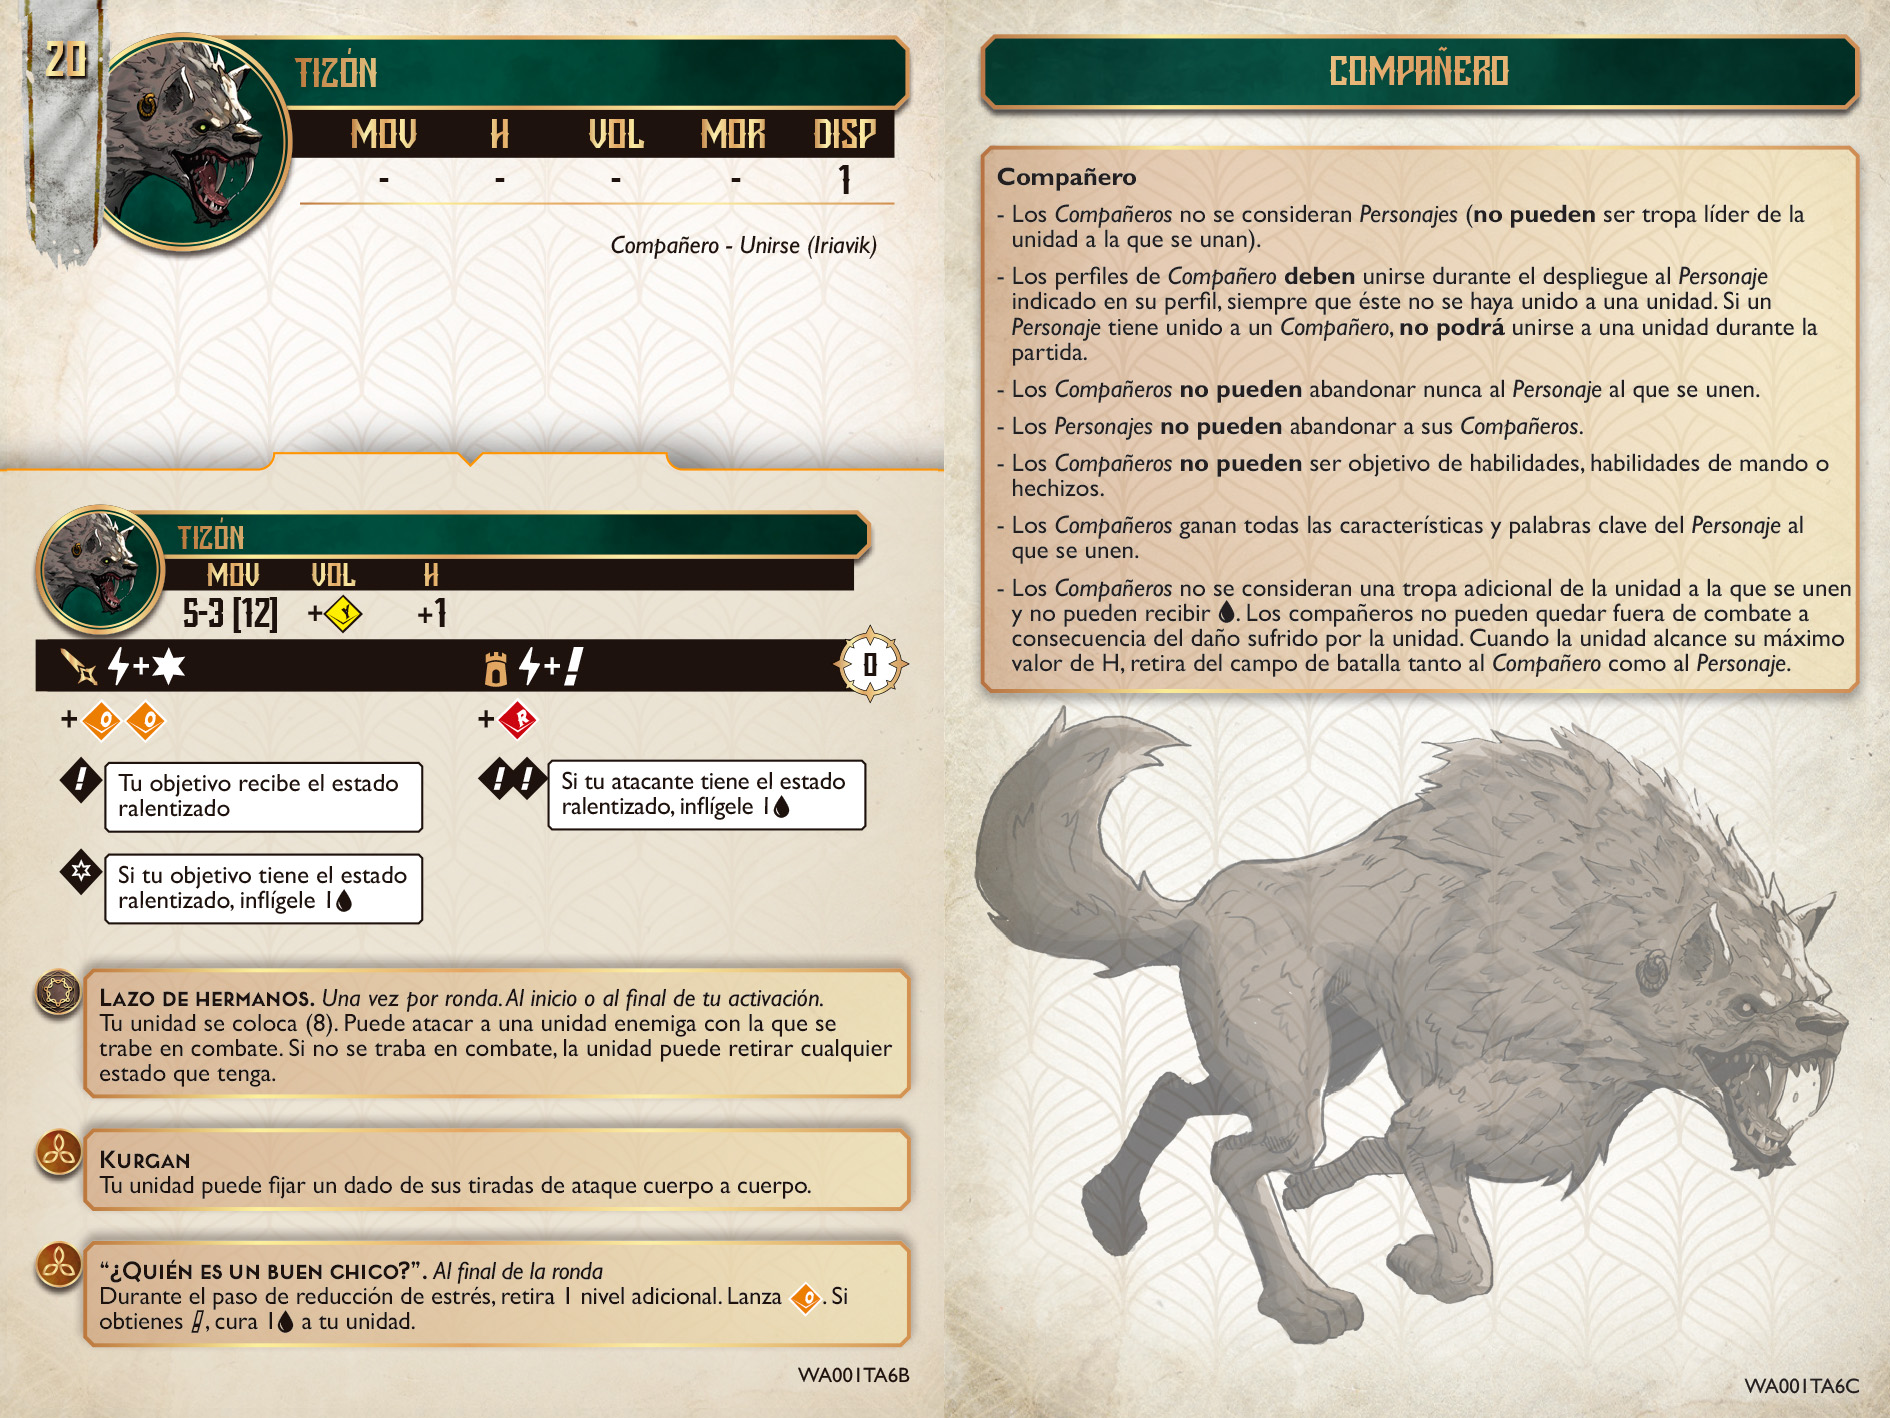 20
TIZÓN
MOV H VOL MOR DISP
- - - - 1
Compañero - Unirse (Iriavik)
TIZÓN
MOV VOL H
5-3 [12] + +1
+ + ! 0
+ O O + R
! Tu objetivo recibe el estado
ralentizado
! ! Si tu atacante tiene el estado
ralentizado, inflígele 1
Si tu objetivo tiene el estado
ralentizado, inflígele 1
LAZO DE HERMANOS. Una vez por ronda. Al inicio o al final de tu activación.
Tu unidad se coloca (8). Puede atacar a una unidad enemiga con la que se
trabe en combate. Si no se traba en combate, la unidad puede retirar cualquier
estado que tenga.
KURGAN
Tu unidad puede fijar un dado de sus tiradas de ataque cuerpo a cuerpo.
“¿QUIÉN ES UN BUEN CHICO?”. Al final de la ronda
Durante el paso de reducción de estrés, retira 1 nivel adicional. Lanza O. Si
obtienes !, cura 1 a tu unidad.
WA001TA6B
COMPAÑERO
Compañero
- Los Compañeros no se consideran Personajes (no pueden ser tropa líder de la
unidad a la que se unan).
- Los perfiles de Compañero deben unirse durante el despliegue al Personaje
indicado en su perfil, siempre que éste no se haya unido a una unidad. Si un
Personaje tiene unido a un Compañero, no podrá unirse a una unidad durante la
partida.
- Los Compañeros no pueden abandonar nunca al Personaje al que se unen.
- Los Personajes no pueden abandonar a sus Compañeros.
- Los Compañeros no pueden ser objetivo de habilidades, habilidades de mando o
hechizos.
- Los Compañeros ganan todas las características y palabras clave del Personaje al
que se unen.
- Los Compañeros no se consideran una tropa adicional de la unidad a la que se unen
y no pueden recibir . Los compañeros no pueden quedar fuera de combate a
consecuencia del daño sufrido por la unidad. Cuando la unidad alcance su máximo
valor de H, retira del campo de batalla tanto al Compañero como al Personaje.
WA001TA6C